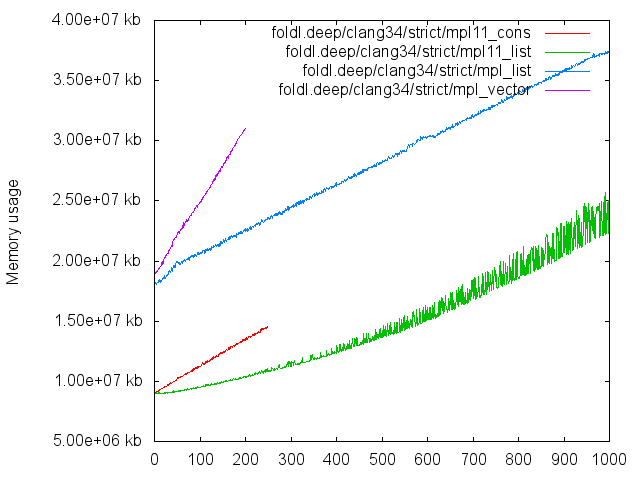 4.00e+07 kb
3.50e+07 kb
3.00e+07 kb
2.50e+07 kb
2.00e+07 kb
1.50e+07 kb
1.00e+07 kb
5.00e+06 kb
Memory usage
foldl.deep/clang34/strict/mpl11_cons
foldl.deep/clang34/strict/mpl11_list
foldl.deep/clang34/strict/mpl_list
foldl.deep/clang34/strict/mpl_vector
0 100 200 300 400 500 600 700 800 900 1000